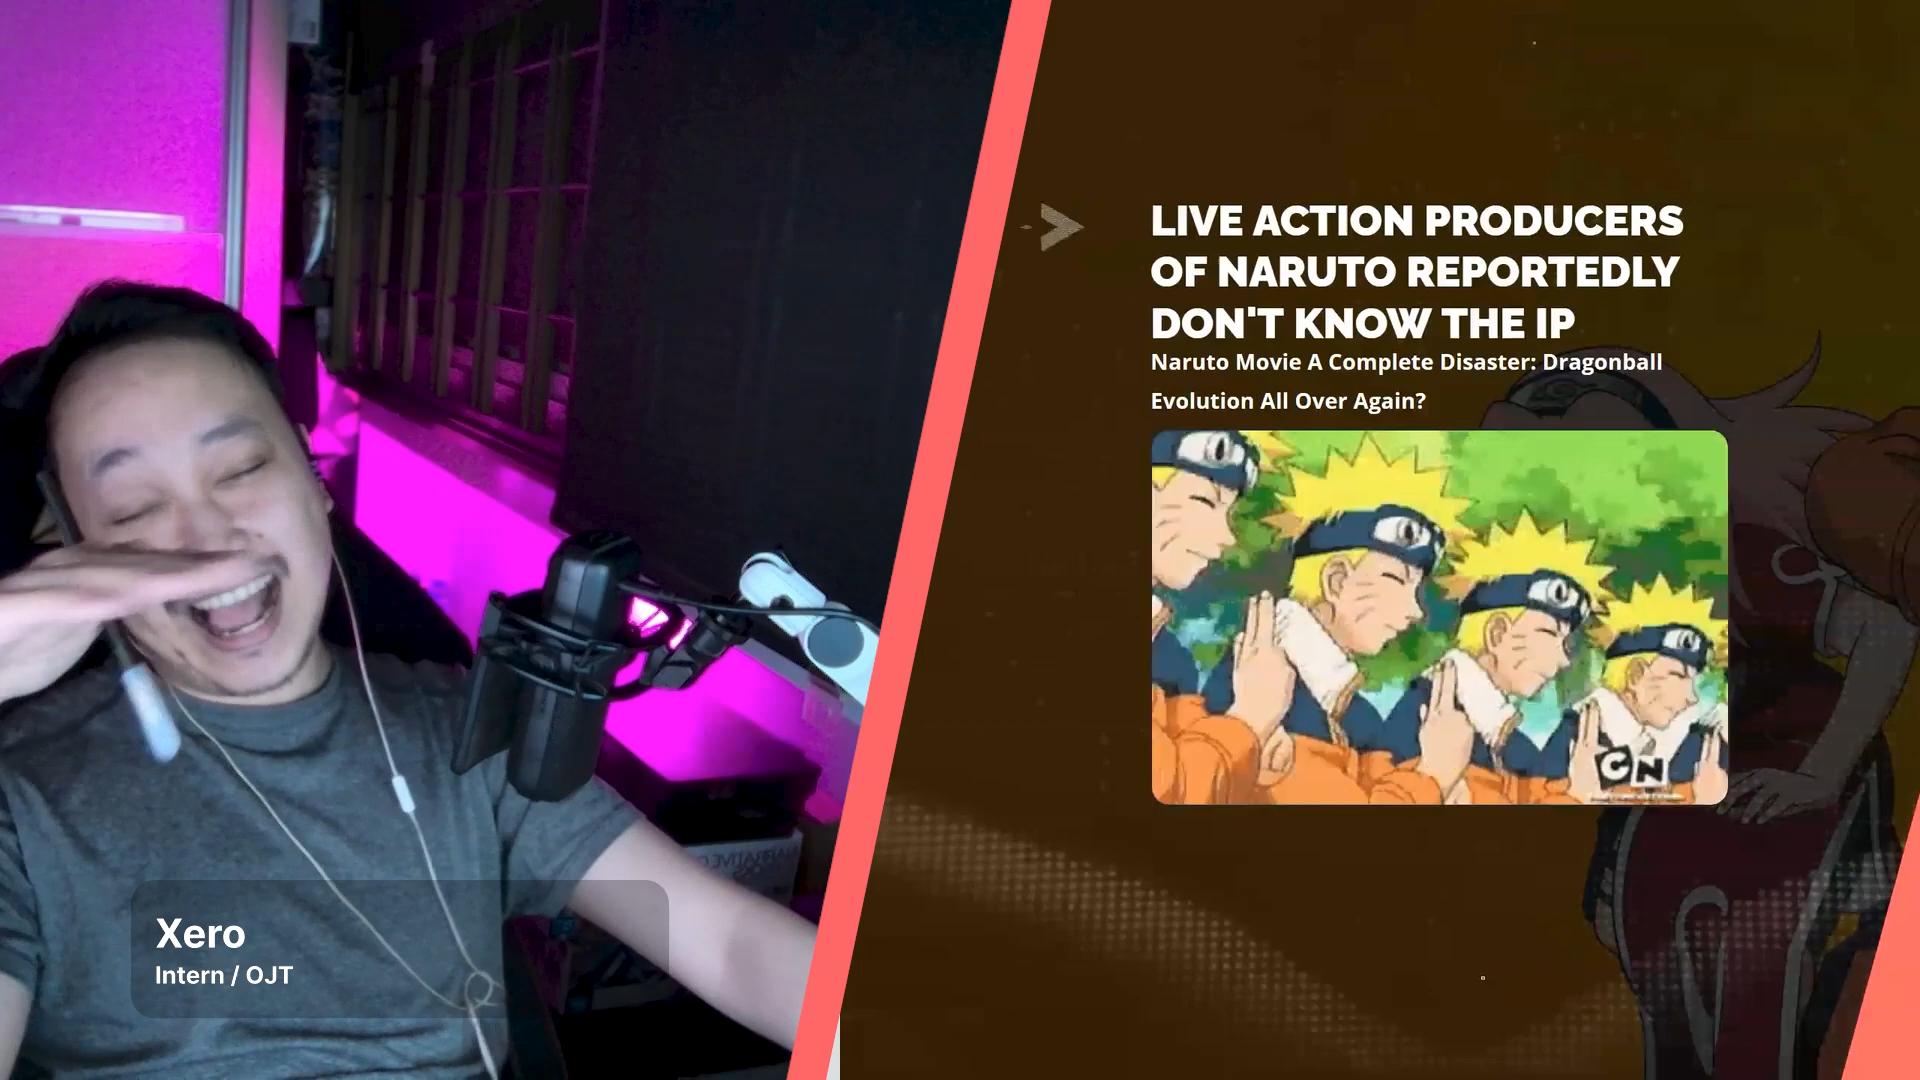 LIVE ACTION PRODUCERS
OF NARUTO REPORTEDLY
DON'T KNOW THE IP
Naruto Movie A Complete Disaster: Dragonball
Evolution All Over Again?
CN
Xero
Intern / OJT